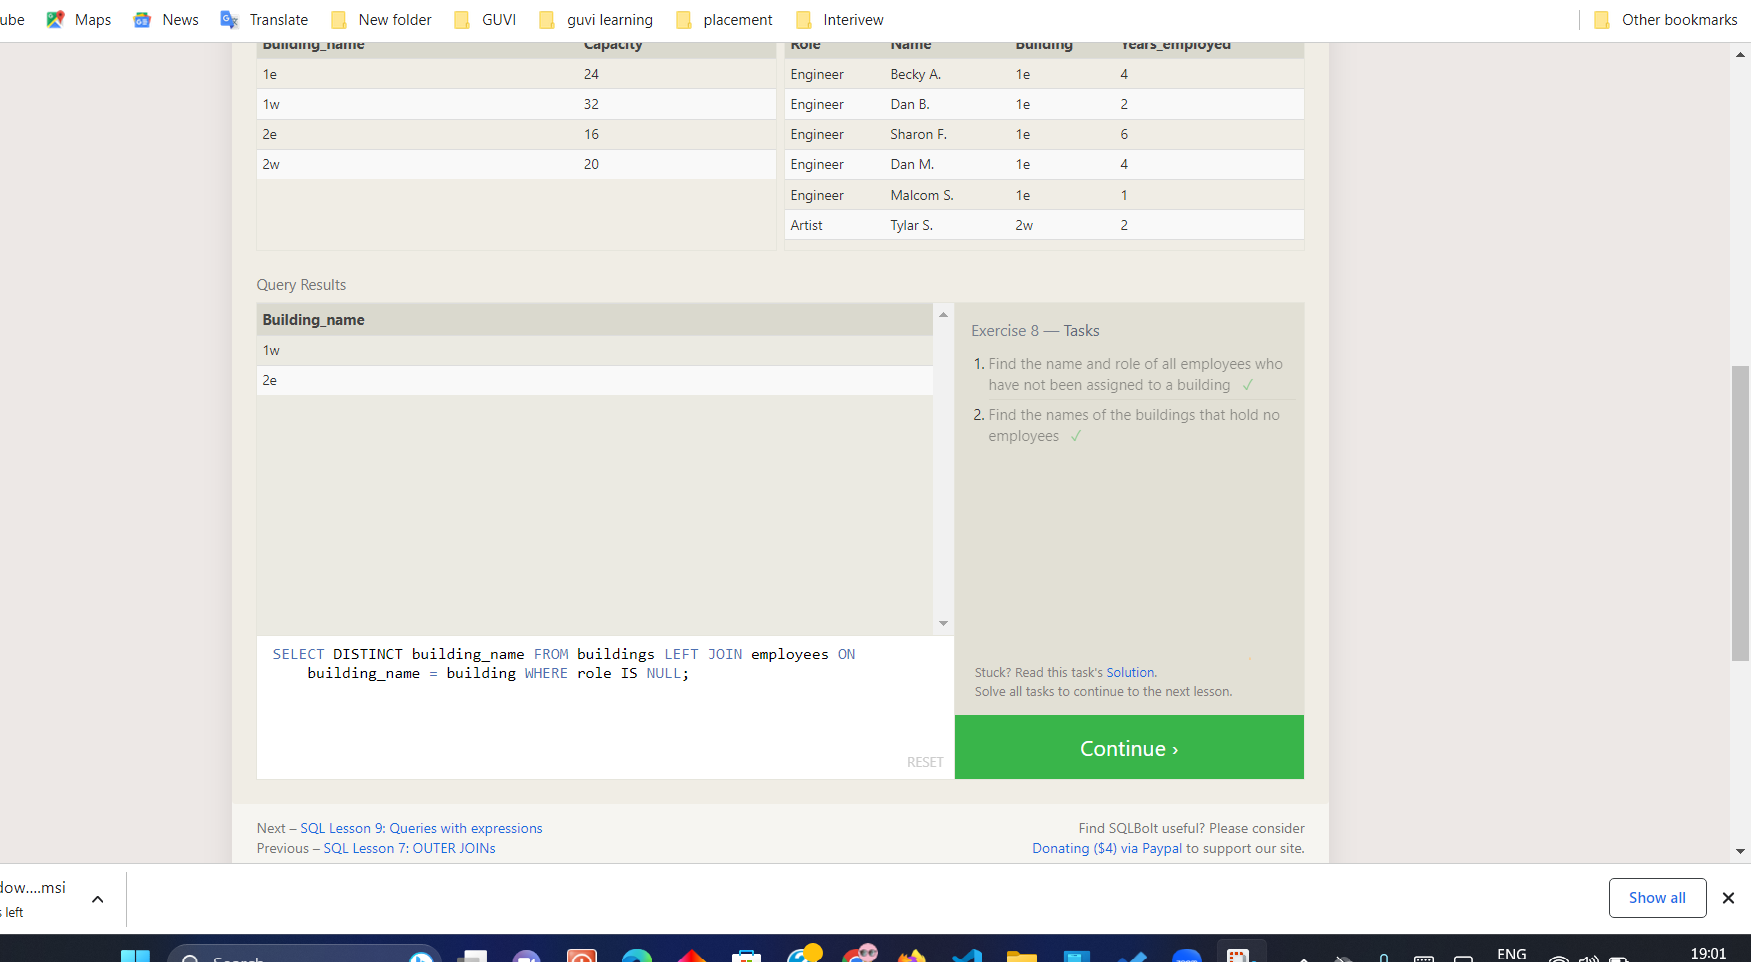 ube Maps News Translate New folder GUVI guvi learning placement Interivew Other bookmarks
Building_name Capacity Role Name Building Years_employed
1e 24 Engineer Becky A. 1e 4
1w 32 Engineer Dan B. 1e 2
2e 16 Engineer Sharon F. 1e 6
2w 20 Engineer Dan M. 1e 4
Engineer Malcom S. 1e 1
Artist Tylar S. 2w 2
Query Results
Building_name
1w
2e
Exercise 8 — Tasks
1. Find the name and role of all employees who
have not been assigned to a building ✓
2. Find the names of the buildings that hold no
employees ✓
SELECT DISTINCT building_name FROM buildings LEFT JOIN employees ON
building_name = building WHERE role IS NULL;
RESET
Stuck? Read this task's Solution.
Solve all tasks to continue to the next lesson.
Continue ›
Next – SQL Lesson 9: Queries with expressions
Previous – SQL Lesson 7: OUTER JOINs
Find SQLBolt useful? Please consider
Donating ($4) via Paypal to support our site.
dow....msi
s left
Show all
Search
ENG
19:01